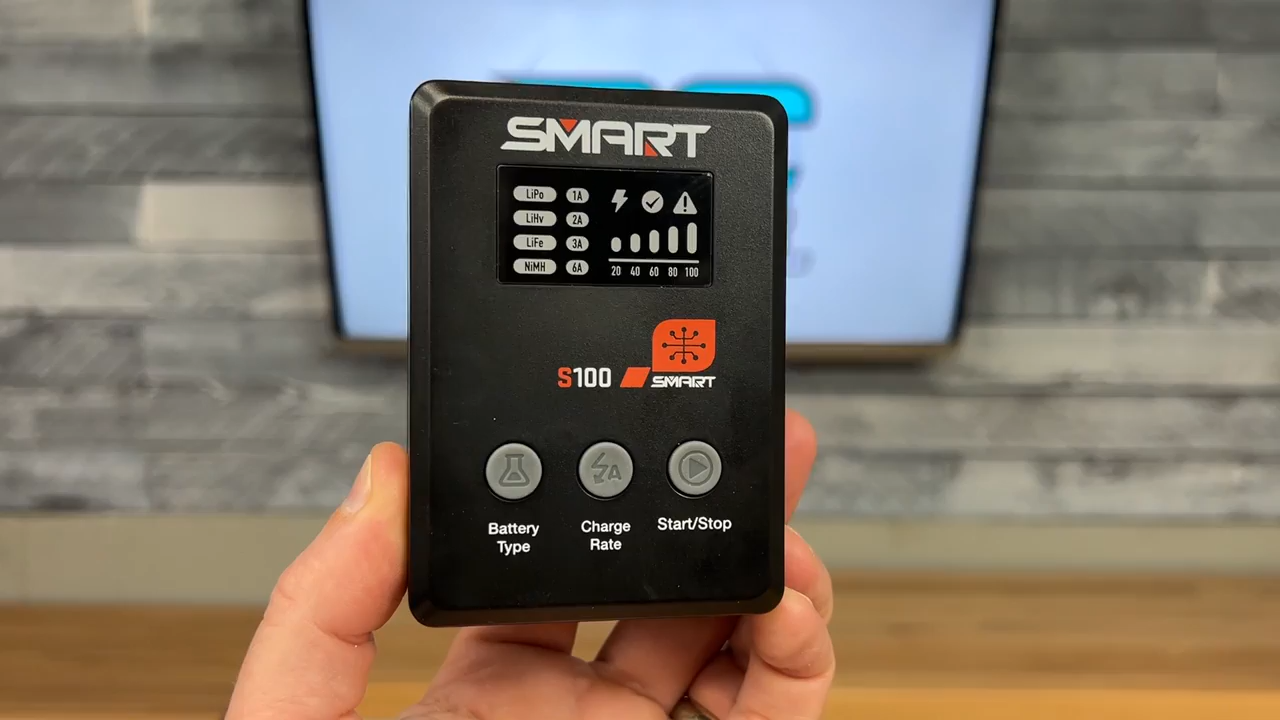 SMART
LiPo 1A
LiHv 2A
LiFe 3A
NiMH 6A
20 40 60 80 100
S100 SMART
A
Battery Type
Charge Rate
Start/Stop